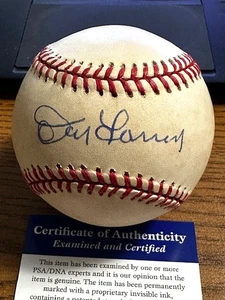 Don Larsen
Certificate of Authenticity
Examined and Certified
This item has been examined by one or more
PSA/DNA experts and it is our opinion that the
item is genuine. The item has been permanently
marked with a proprietary invisible ink,